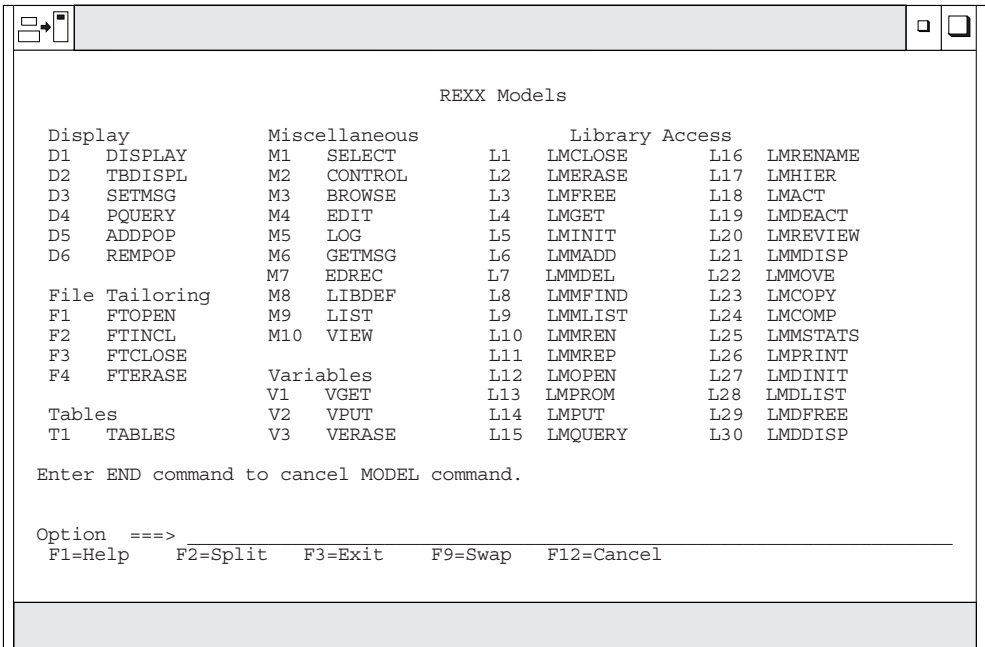 REXX Models
Display Miscellaneous Library Access
D1 DISPLAY M1 SELECT L1 LMCLOSE L16 LMRENAME
D2 TBDISPL M2 CONTROL L2 LMERASE L17 LMHIER
D3 SETMSG M3 BROWSE L3 LMFREE L18 LMACT
D4 PQUERY M4 EDIT L4 LMGET L19 LMDEACT
D5 ADDPOP M5 LOG L5 LMINIT L20 LMREVIEW
D6 REMPOP M6 GETMSG L6 LMMADD L21 LMMDISP
M7 EDREC L7 LMMDEL L22 LMMOVE
File Tailoring M8 LIBDEF L8 LMMFIND L23 LMCOPY
F1 FTOPEN M9 LIST L9 LMMLIST L24 LMCOMP
F2 FTINCL M10 VIEW L10 LMMREN L25 LMMSTATS
F3 FTCLOSE L11 LMMREP L26 LMPRINT
F4 FTERASE Variables L12 LMOPEN L27 LMDINIT
V1 VGET L13 LMPROM L28 LMDLIST
Tables V2 VPUT L14 LMPUT L29 LMDFREE
T1 TABLES V3 VERASE L15 LMQUERY L30 LMDDISP
Enter END command to cancel MODEL command.
Option ===> 
F1=Help F2=Split F3=Exit F9=Swap F12=Cancel